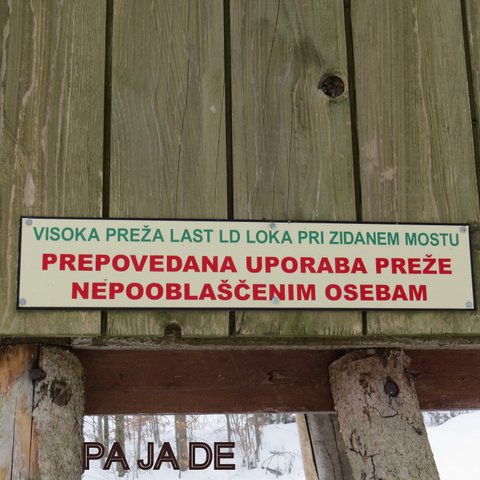 VISOKA PREŽA LAST LD LOKA PRI ZIDANEM MOSTU
PREPOVEDANA UPORABA PREŽE
NEPOOBLAŠČENIM OSEBAM
PA JA DE